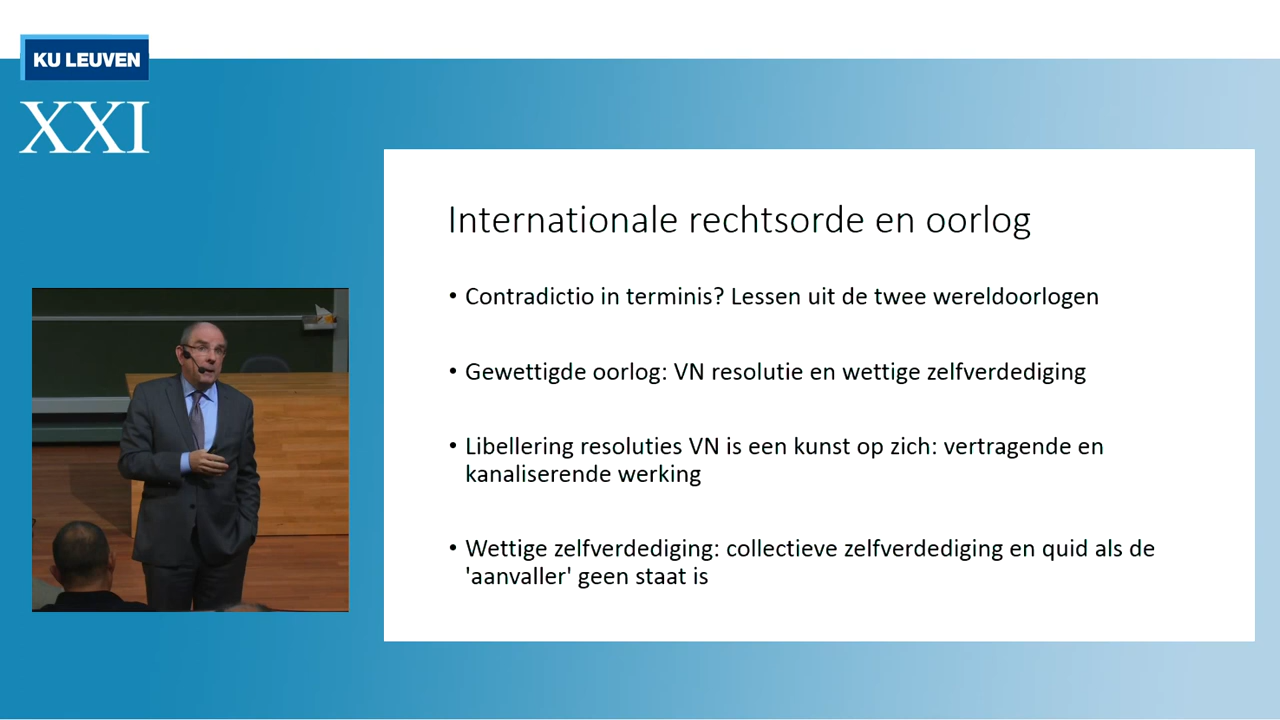 KU LEUVEN
XXI
Internationale rechtsorde en oorlog
• Contradictio in terminis? Lessen uit de twee wereldoorlogen
• Gewettigde oorlog: VN resolutie en wettige zelfverdediging
• Libellering resoluties VN is een kunst op zich: vertragende en
kanaliserende werking
• Wettige zelfverdediging: collectieve zelfverdediging en quid als de
'aanvaller' geen staat is